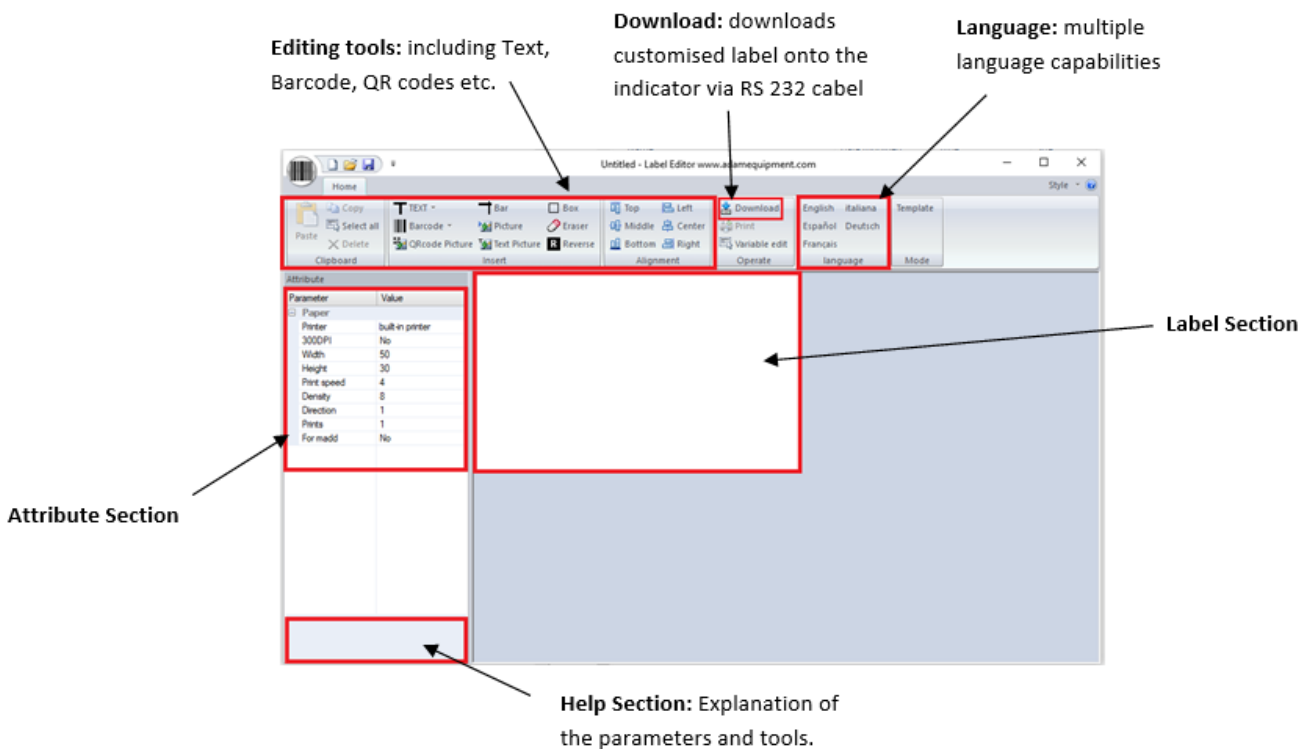 Editing tools: including Text,
Barcode, QR codes etc.
Download: downloads
customised label onto the
indicator via RS 232 cabel
Language: multiple
language capabilities
Untitled - Label Editor www.adamequipment.com
Home
Style
Paste
Copy
Select all
Delete
Clipboard
TEXT
Barcode
QRcode Picture
Bar
Picture
Text Picture
Box
Eraser
R Reverse
Insert
Top
Middle
Bottom
Left
Center
Right
Alignment
Download
Print
Variable edit
Operate
English italiana
Español Deutsch
Français
language
Template
Mode
Attribute
Parameter Value
Paper
Printer built-in printer
300DPI No
Width 50
Height 30
Print speed 4
Density 8
Direction 1
Prints 1
For madd No
Label Section
Attribute Section
Help Section: Explanation of
the parameters and tools.